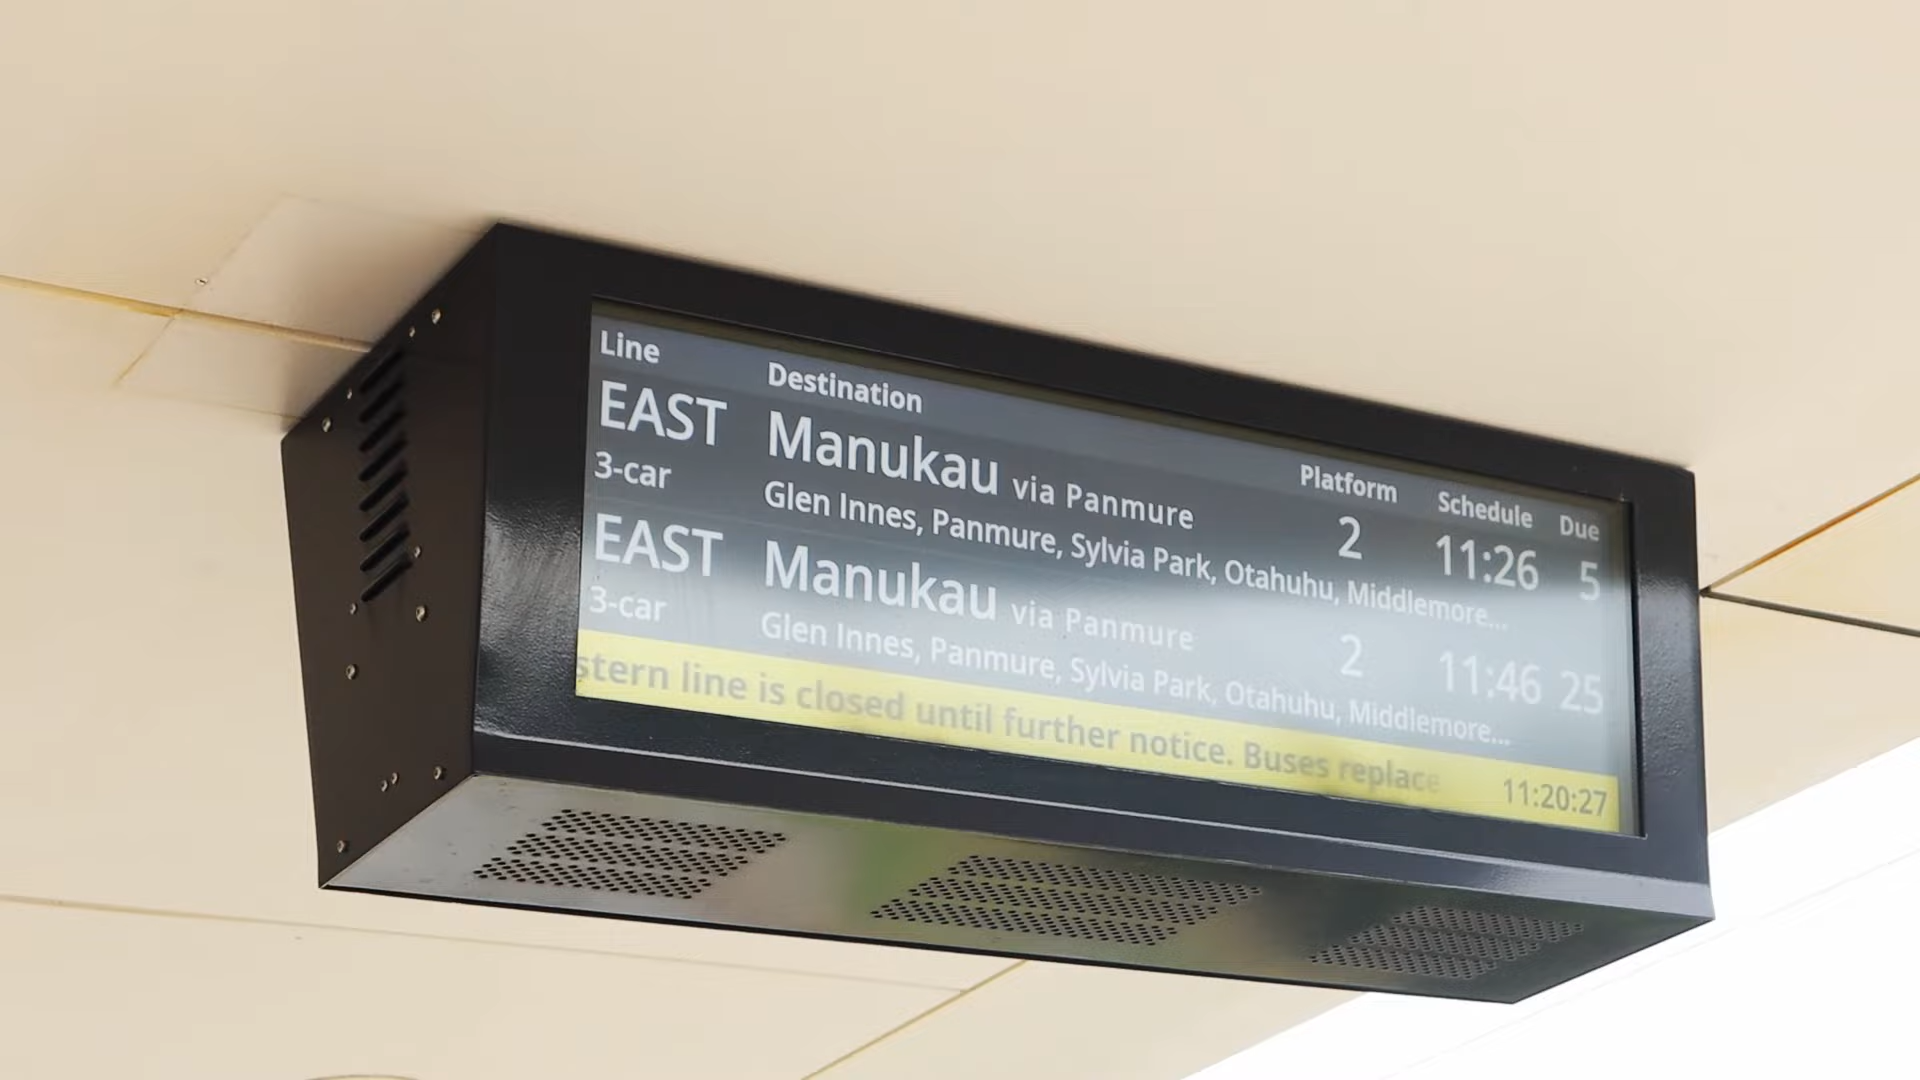 Line Destination Platform Schedule Due
EAST Manukau via Panmure 2 11:26 5
3-car Glen Innes, Panmure, Sylvia Park, Otahuhu, Middlemore...
EAST Manukau via Panmure 2 11:46 25
3-car Glen Innes, Panmure, Sylvia Park, Otahuhu, Middlemore...
stern line is closed until further notice. Buses replace 11:20:27